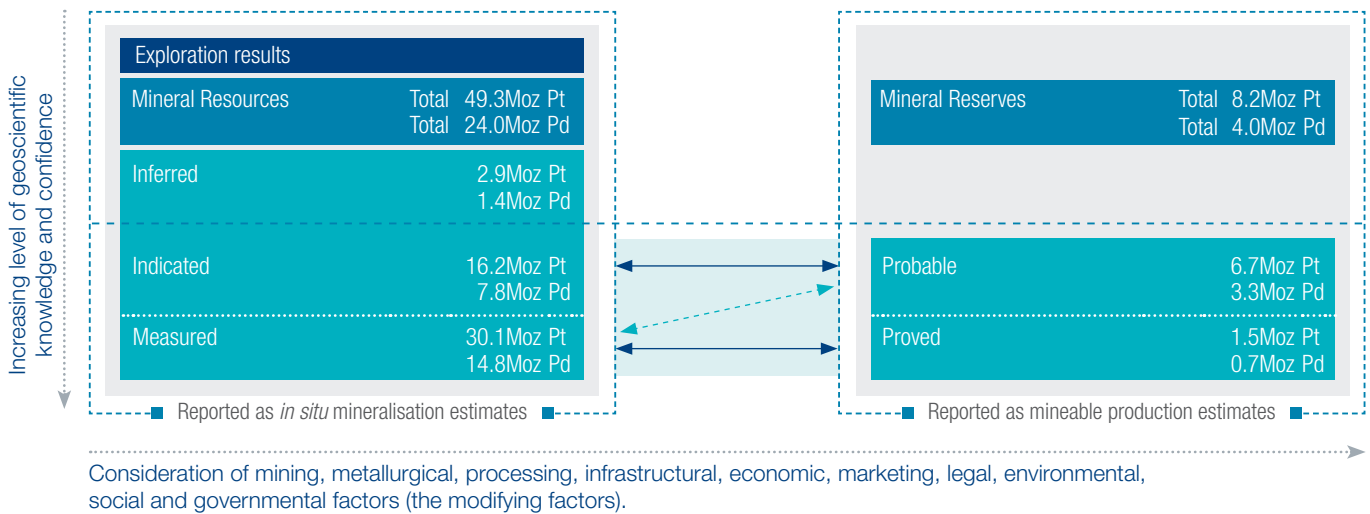 Increasing level of geoscientific
knowledge and confidence
Exploration results
Mineral Resources Total 49.3Moz Pt
Total 24.0Moz Pd
Inferred 2.9Moz Pt
1.4Moz Pd
Indicated 16.2Moz Pt
7.8Moz Pd
Measured 30.1Moz Pt
14.8Moz Pd
Reported as in situ mineralisation estimates
Mineral Reserves Total 8.2Moz Pt
Total 4.0Moz Pd
Probable 6.7Moz Pt
3.3Moz Pd
Proved 1.5Moz Pt
0.7Moz Pd
Reported as mineable production estimates
Consideration of mining, metallurgical, processing, infrastructural, economic, marketing, legal, environmental,
social and governmental factors (the modifying factors).